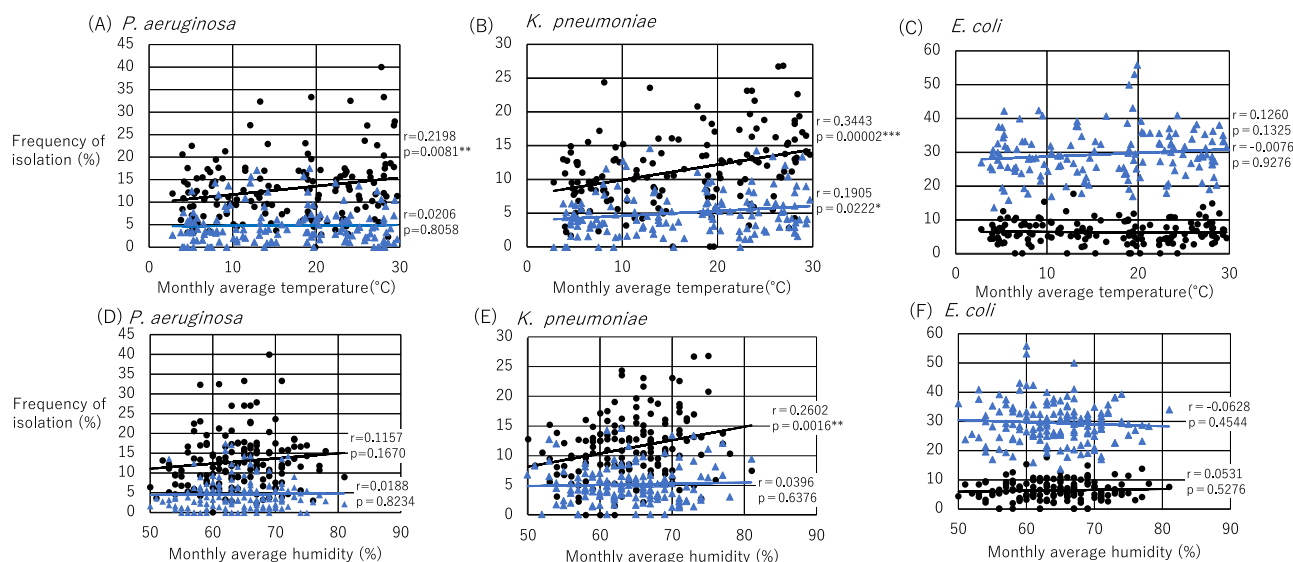 (A) P. aeruginosa
45
40
35
30
25
20
15
10
5
0
0 10 20 30
Monthly average temperature(°C)
Frequency of
isolation (%)
r=0.2198
p=0.0081**
r=0.0206
p=0.8058
(B) K. pneumoniae
30
25
20
15
10
5
0
0 10 20 30
Monthly average temperature(°C)
r=0.3443
p=0.00002***
r=0.1905
p=0.0222*
(C) E. coli
60
50
40
30
20
10
0
0 10 20 30
Monthly average temperature (°C)
r=0.1260
p=0.1325
r=-0.0076
p=0.9276
(D) P. aeruginosa
45
40
35
30
25
20
15
10
5
0
50 60 70 80 90
Monthly average humidity (%)
Frequency of
isolation (%)
r=0.1157
p=0.1670
r=0.0188
p=0.8234
(E) K. pneumoniae
30
25
20
15
10
5
0
50 60 70 80 90
Monthly average humidity (%)
r=0.2602
p=0.0016**
r=0.0396
p=0.6376
(F) E. coli
60
50
40
30
20
10
0
50 60 70 80 90
Monthly average humidity (%)
r=-0.0628
p=0.4544
r=0.0531
p=0.5276